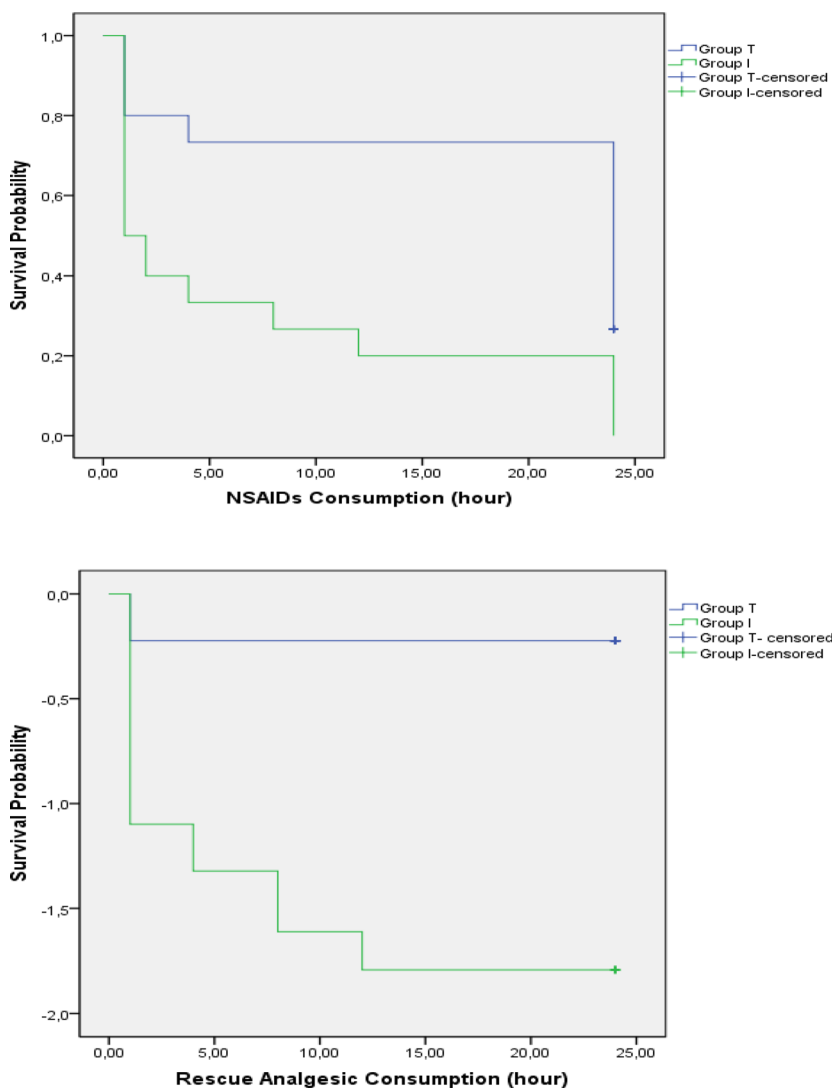 1,0
0,8
0,6
0,4
0,2
0,0
Survival Probability
0,00 5,00 10,00 15,00 20,00 25,00
NSAIDs Consumption (hour)
Group T
Group I
Group T-censored
Group I-censored
0,0
-0,5
-1,0
-1,5
-2,0
Survival Probability
0,00 5,00 10,00 15,00 20,00 25,00
Rescue Analgesic Consumption (hour)
Group T
Group I
Group T- censored
Group I-censored